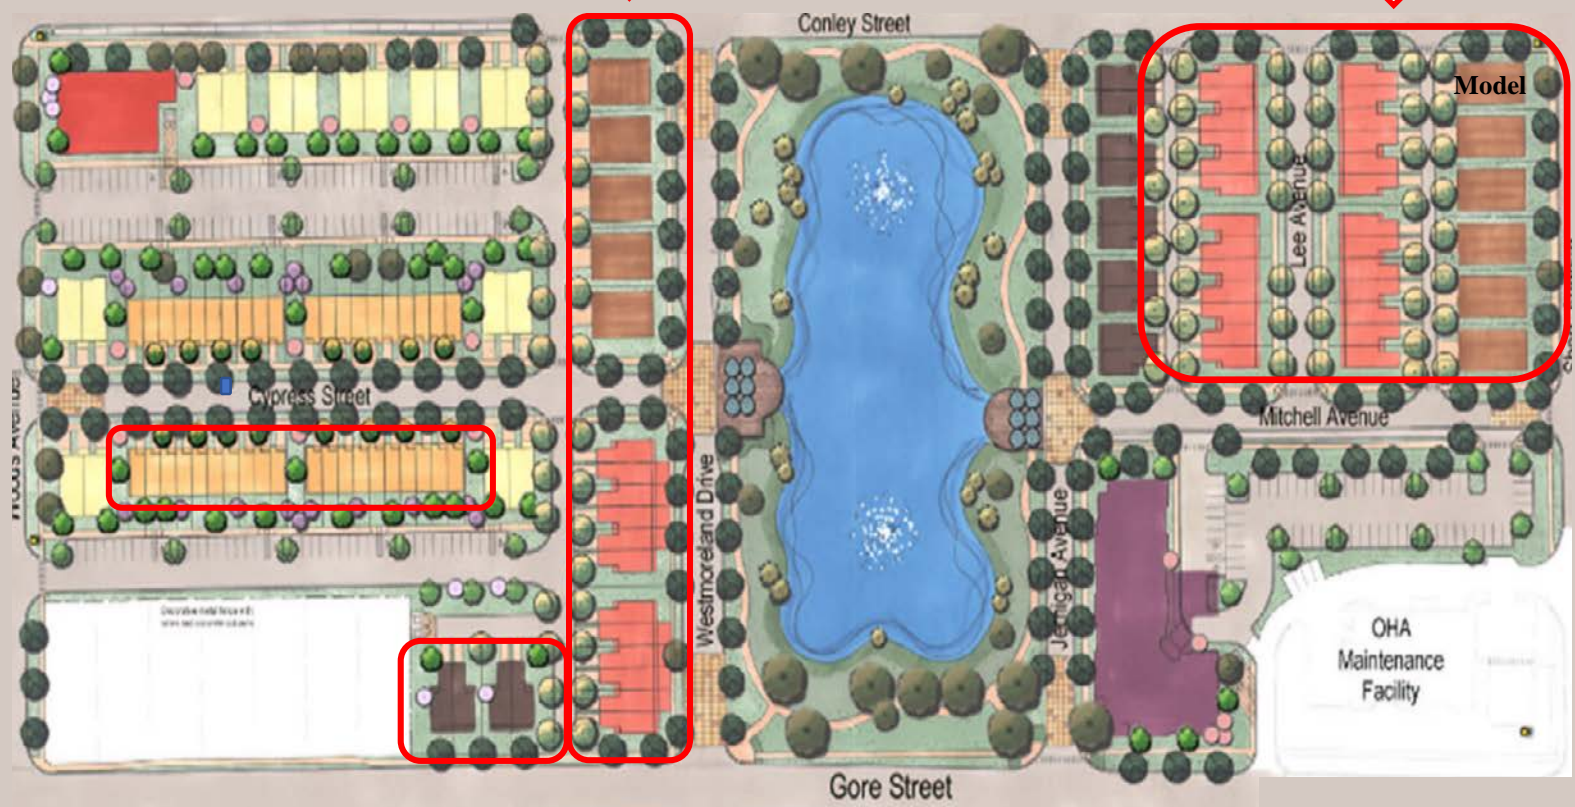 Conley Street
Model
Lee Avenue
Cypress Street
Mitchell Avenue
Westmoreland Drive
Jernigan Avenue
OHA
Maintenance
Facility
Gore Street